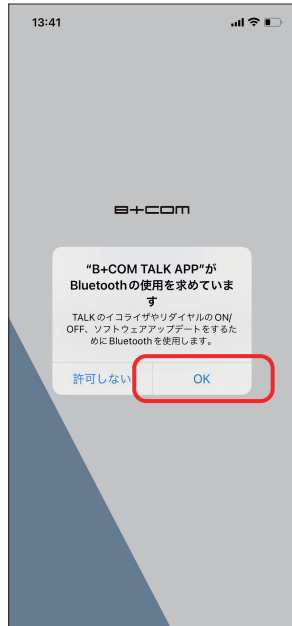 13:41
B+COM
“B+COM TALK APP”が
Bluetoothの使用を求めていま
す
TALKのイコライザやリダイヤルのON/
OFF、ソフトウェアアップデートをするた
めにBluetoothを使用します。
許可しない
OK